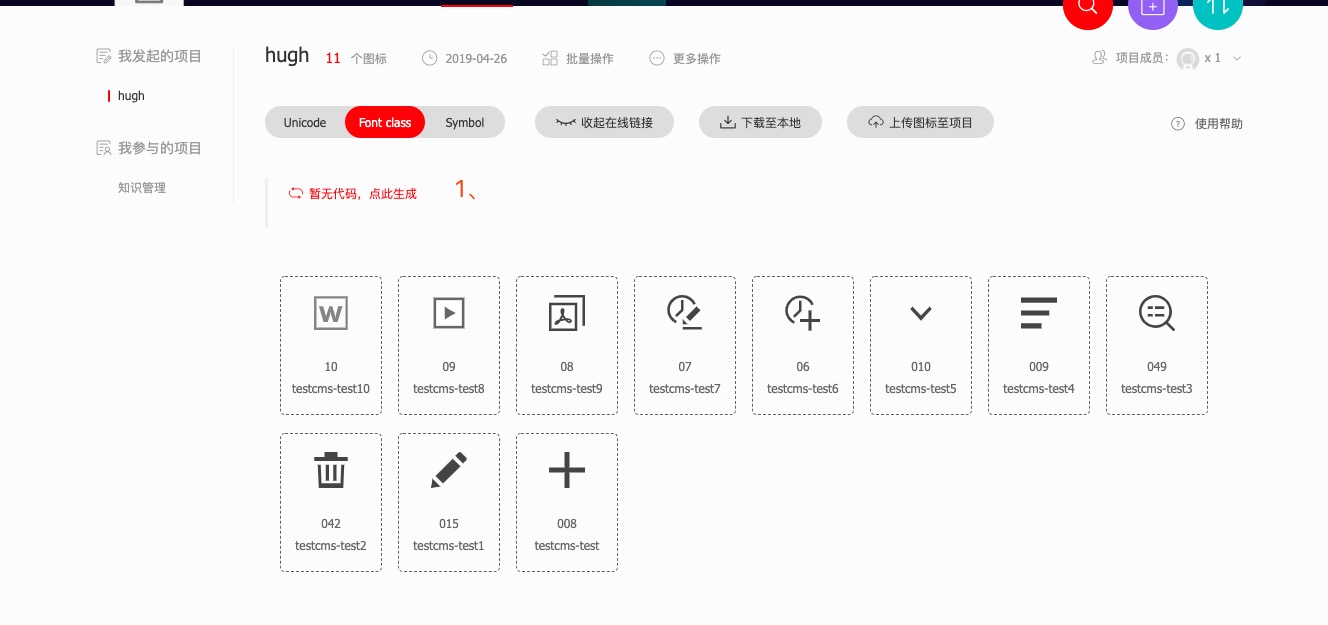 我发起的项目
hugh
我参与的项目
知识管理
hugh 11 个图标 2019-04-26 批量操作 更多操作 项目成员： x 1
Unicode Font class Symbol 收起在线链接 下载至本地 上传图标至项目 使用帮助
暂无代码，点此生成 1、
W
10 09 08 07 06 010 009 049
testcms-test10 testcms-test8 testcms-test9 testcms-test7 testcms-test6 testcms-test5 testcms-test4 testcms-test3
042 015 008
testcms-test2 testcms-test1 testcms-test